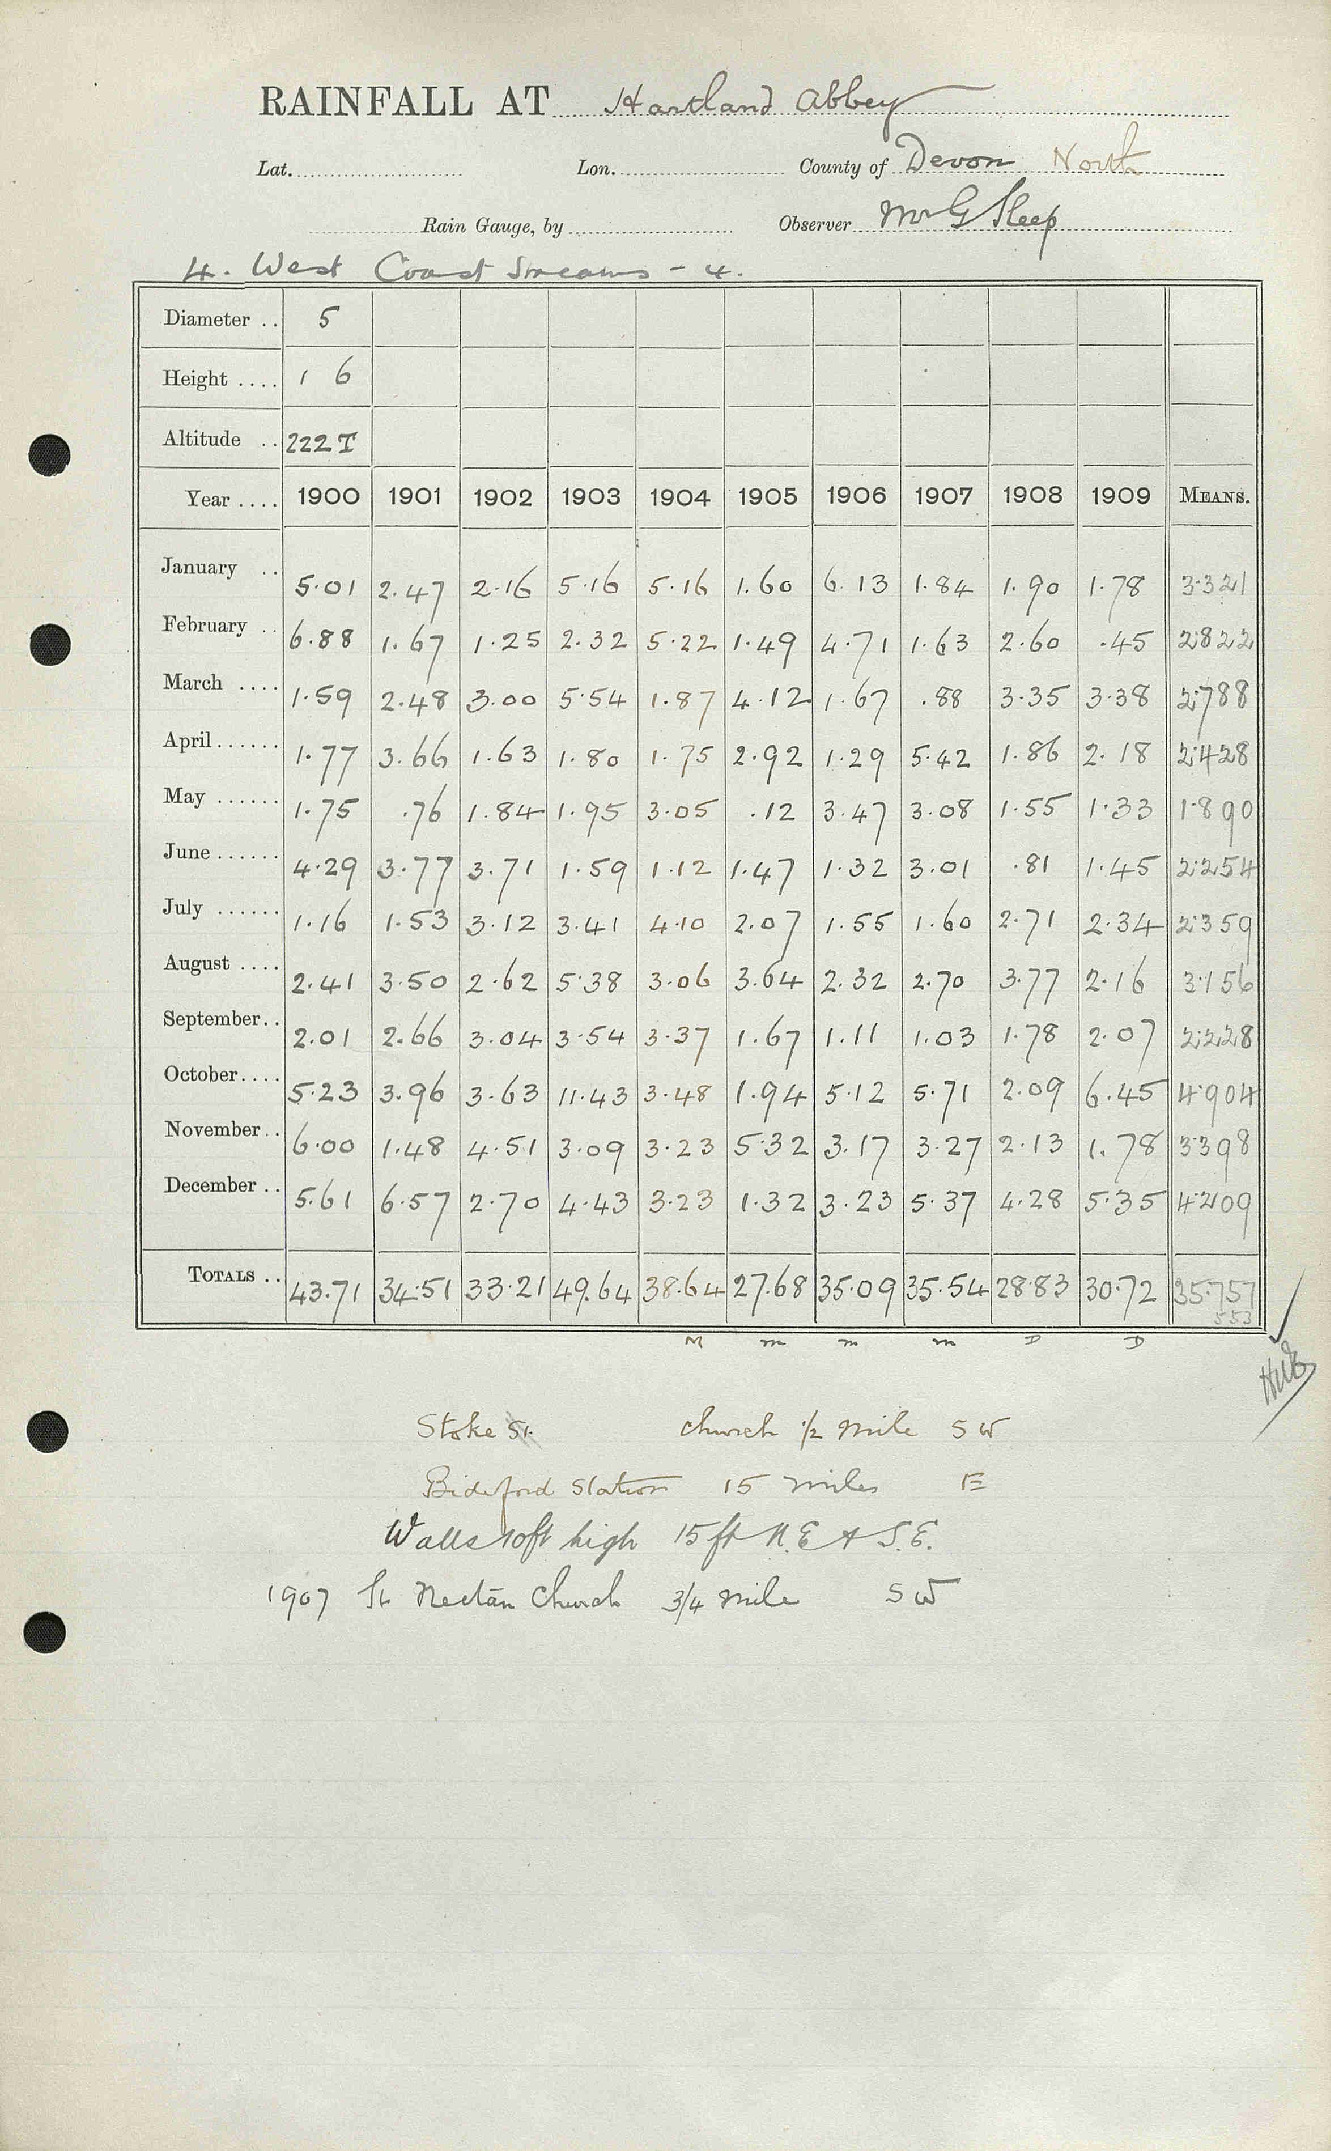 RAINFALL AT Hartland Abbey
Lat. Lon. County of Devon North
Rain Gauge, by Observer Mr G Sleep
4. West Coast Streams - 4.
Diameter .. 5
Height .... 1 6
Altitude .. 222 T
Year .... 1900 1901 1902 1903 1904 1905 1906 1907 1908 1909 MEANS.
January .. 5.01 2.47 2.16 5.16 5.16 1.60 6.13 1.84 1.90 1.78 3.321
February .. 6.88 1.67 1.25 2.32 5.22 1.49 4.71 1.63 2.60 .45 2.822
March .... 1.59 2.48 3.00 5.54 1.87 4.12 1.67 .88 3.35 3.38 2.788
April ...... 1.77 3.66 1.63 1.80 1.75 2.92 1.29 5.42 1.86 2.18 2.428
May ...... 1.75 .76 1.84 1.95 3.05 .12 3.47 3.08 1.55 1.33 1.890
June ...... 4.29 3.77 3.71 1.59 1.12 1.47 1.32 3.01 .81 1.45 2.254
July ...... 1.16 1.53 3.12 3.41 4.10 2.07 1.55 1.60 2.71 2.34 2.359
August .... 2.41 3.50 2.62 5.38 3.06 3.64 2.32 2.70 3.77 2.16 3.156
September .. 2.01 2.66 3.04 3.54 3.37 1.67 1.11 1.03 1.78 2.07 2.228
October .... 5.23 3.96 3.63 11.43 3.48 1.94 5.12 5.71 2.09 6.45 4.904
November .. 6.00 1.48 4.51 3.09 3.23 5.32 3.17 3.27 2.13 1.78 3.398
December .. 5.61 6.57 2.70 4.43 3.23 1.32 3.23 5.37 4.28 5.35 4.209
TOTALS .. 43.71 34.51 33.21 49.64 38.64 27.68 35.09 35.54 28.83 30.72 35.757
553
M m m m D D
Stoke St. church 1/2 mile S W
Bideford Station 15 miles E
Walls 10ft high 15 ft N.E & S.E.
1907 St Nectan Church 3/4 mile S W